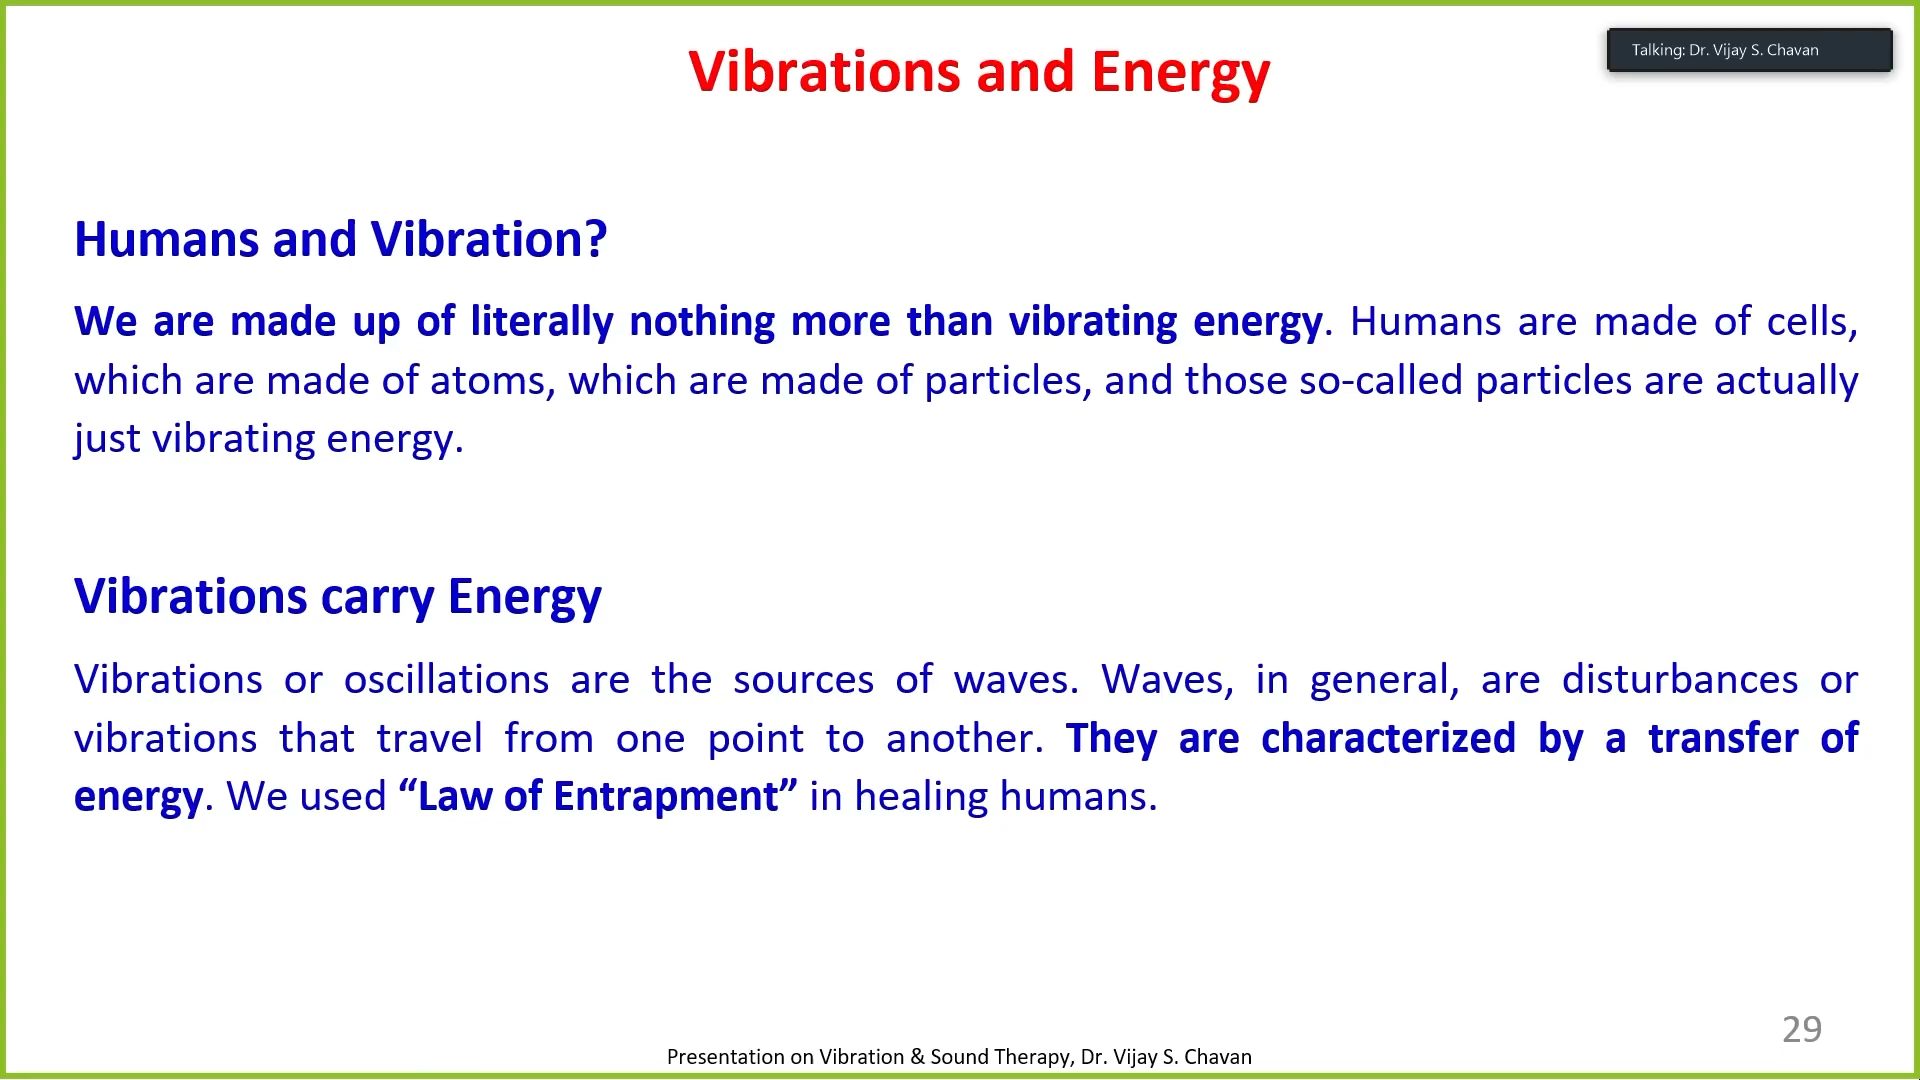 Vibrations and Energy
Talking: Dr. Vijay S. Chavan
Humans and Vibration?
We are made up of literally nothing more than vibrating energy. Humans are made of cells,
which are made of atoms, which are made of particles, and those so-called particles are actually
just vibrating energy.
Vibrations carry Energy
Vibrations or oscillations are the sources of waves. Waves, in general, are disturbances or
vibrations that travel from one point to another. They are characterized by a transfer of
energy. We used “Law of Entrapment” in healing humans.
29
Presentation on Vibration & Sound Therapy, Dr. Vijay S. Chavan